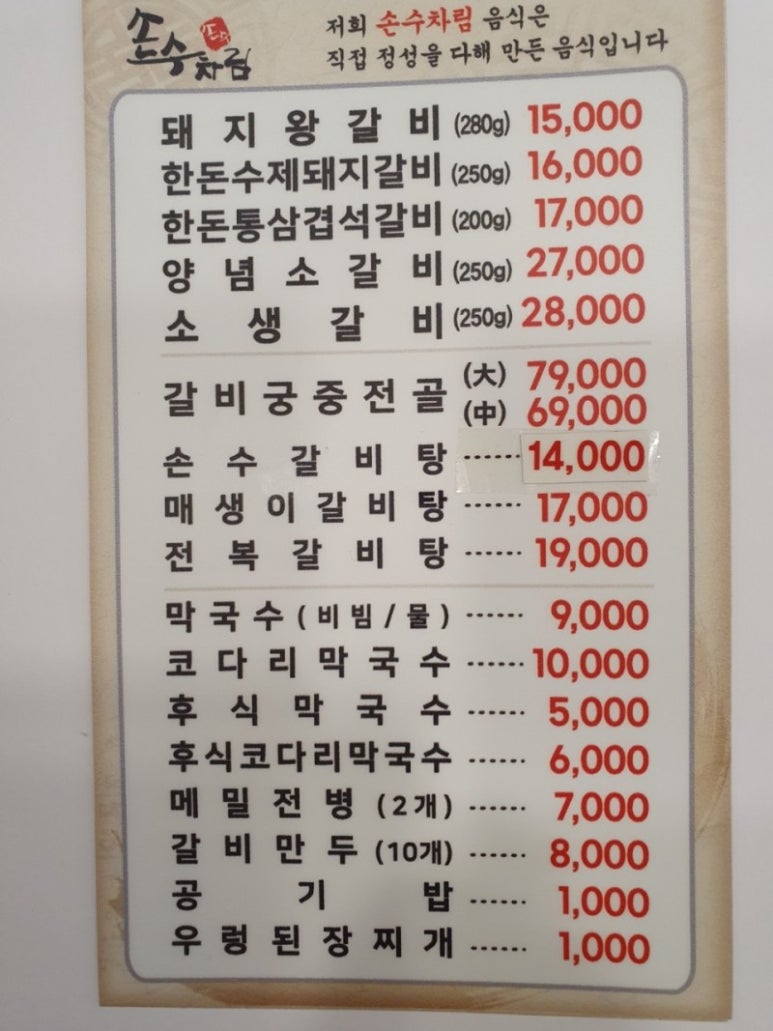 손수차림
저희 손수차림 음식은
직접 정성을 다해 만든 음식입니다
돼지왕갈비 (280g) 15,000
한돈수제돼지갈비 (250g) 16,000
한돈통삼겹석갈비 (200g) 17,000
양념소갈비 (250g) 27,000
소생갈비 (250g) 28,000
갈비궁중전골 (大) 79,000
(中) 69,000
손수갈비탕 ······ 14,000
매생이갈비탕 ······ 17,000
전복갈비탕 ······ 19,000
막국수(비빔/물) ······ 9,000
코다리막국수 ······ 10,000
후식막국수 ······ 5,000
후식코다리막국수 ······ 6,000
메밀전병 (2개) ······ 7,000
갈비만두 (10개) ······ 8,000
공기밥 ······ 1,000
우렁된장찌개 ······ 1,000